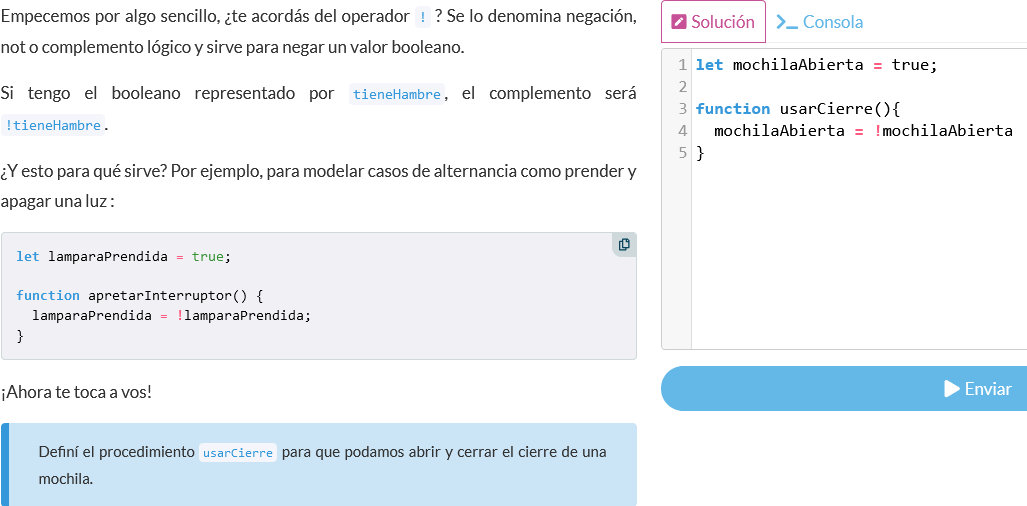 Empecemos por algo sencillo, ¿te acordás del operador ! ? Se lo denomina negación,
not o complemento lógico y sirve para negar un valor booleano.
Si tengo el booleano representado por tieneHambre, el complemento será
!tieneHambre.
¿Y esto para qué sirve? Por ejemplo, para modelar casos de alternancia como prender y
apagar una luz :
let lamparaPrendida = true;
function apretarInterruptor() {
  lamparaPrendida = !lamparaPrendida;
}
¡Ahora te toca a vos!
Definí el procedimiento usarCierre para que podamos abrir y cerrar el cierre de una
mochila.
Solución
Consola
1 let mochilaAbierta = true;
2
3 function usarCierre(){
4   mochilaAbierta = !mochilaAbierta
5 }
Enviar